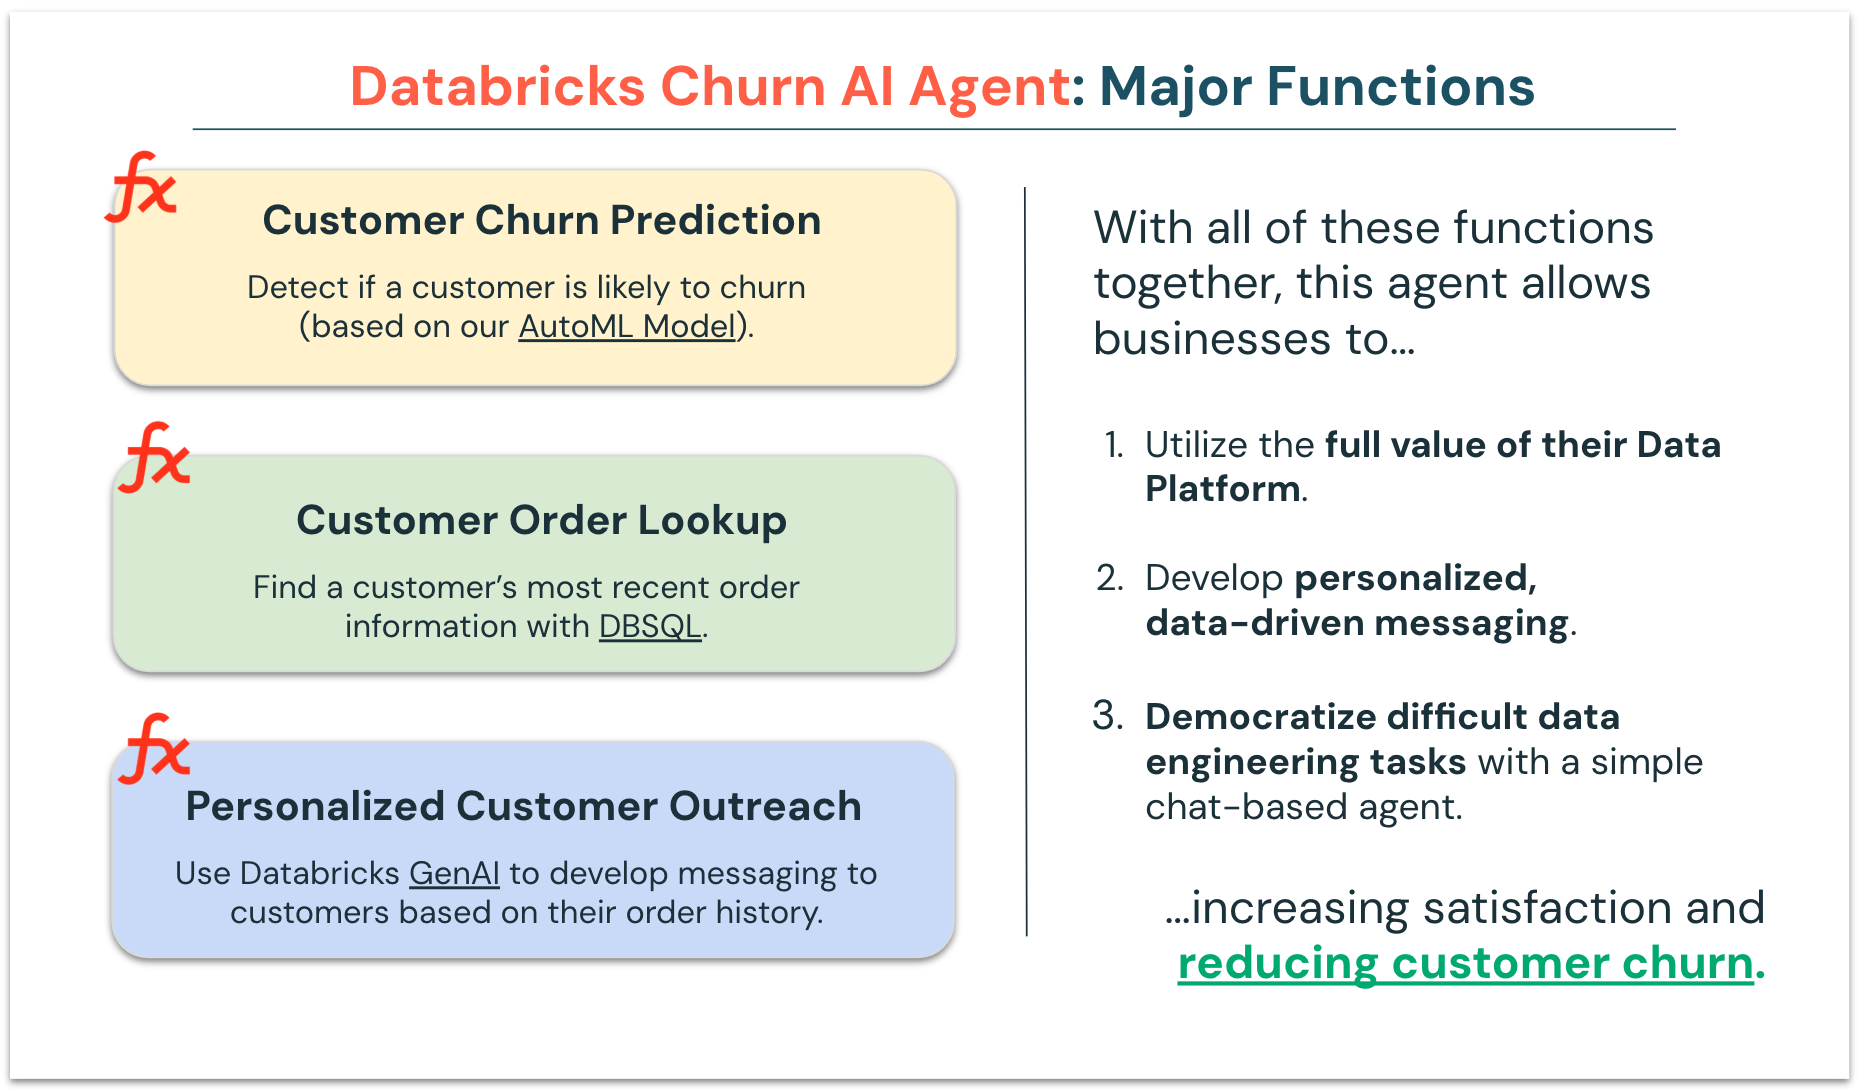 Databricks Churn AI Agent: Major Functions
fx
Customer Churn Prediction
Detect if a customer is likely to churn
(based on our AutoML Model).
fx
Customer Order Lookup
Find a customer’s most recent order
information with DBSQL.
fx
Personalized Customer Outreach
Use Databricks GenAI to develop messaging to
customers based on their order history.
With all of these functions
together, this agent allows
businesses to...
1. Utilize the full value of their Data
Platform.
2. Develop personalized,
data-driven messaging.
3. Democratize difficult data
engineering tasks with a simple
chat-based agent.
...increasing satisfaction and
reducing customer churn.